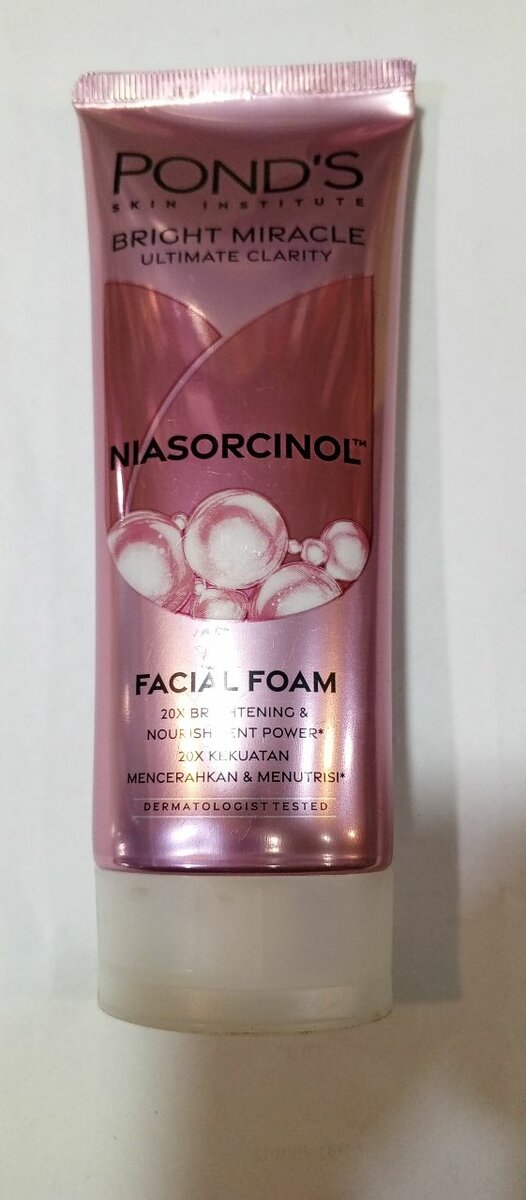 POND'S
SKIN INSTITUTE
BRIGHT MIRACLE
ULTIMATE CLARITY
NIASORCINOL™
FACIAL FOAM
20X BRIGHTENING &
NOURISHMENT POWER*
20X KEKUATAN
MENCERAHKAN & MENUTRISI*
DERMATOLOGIST TESTED